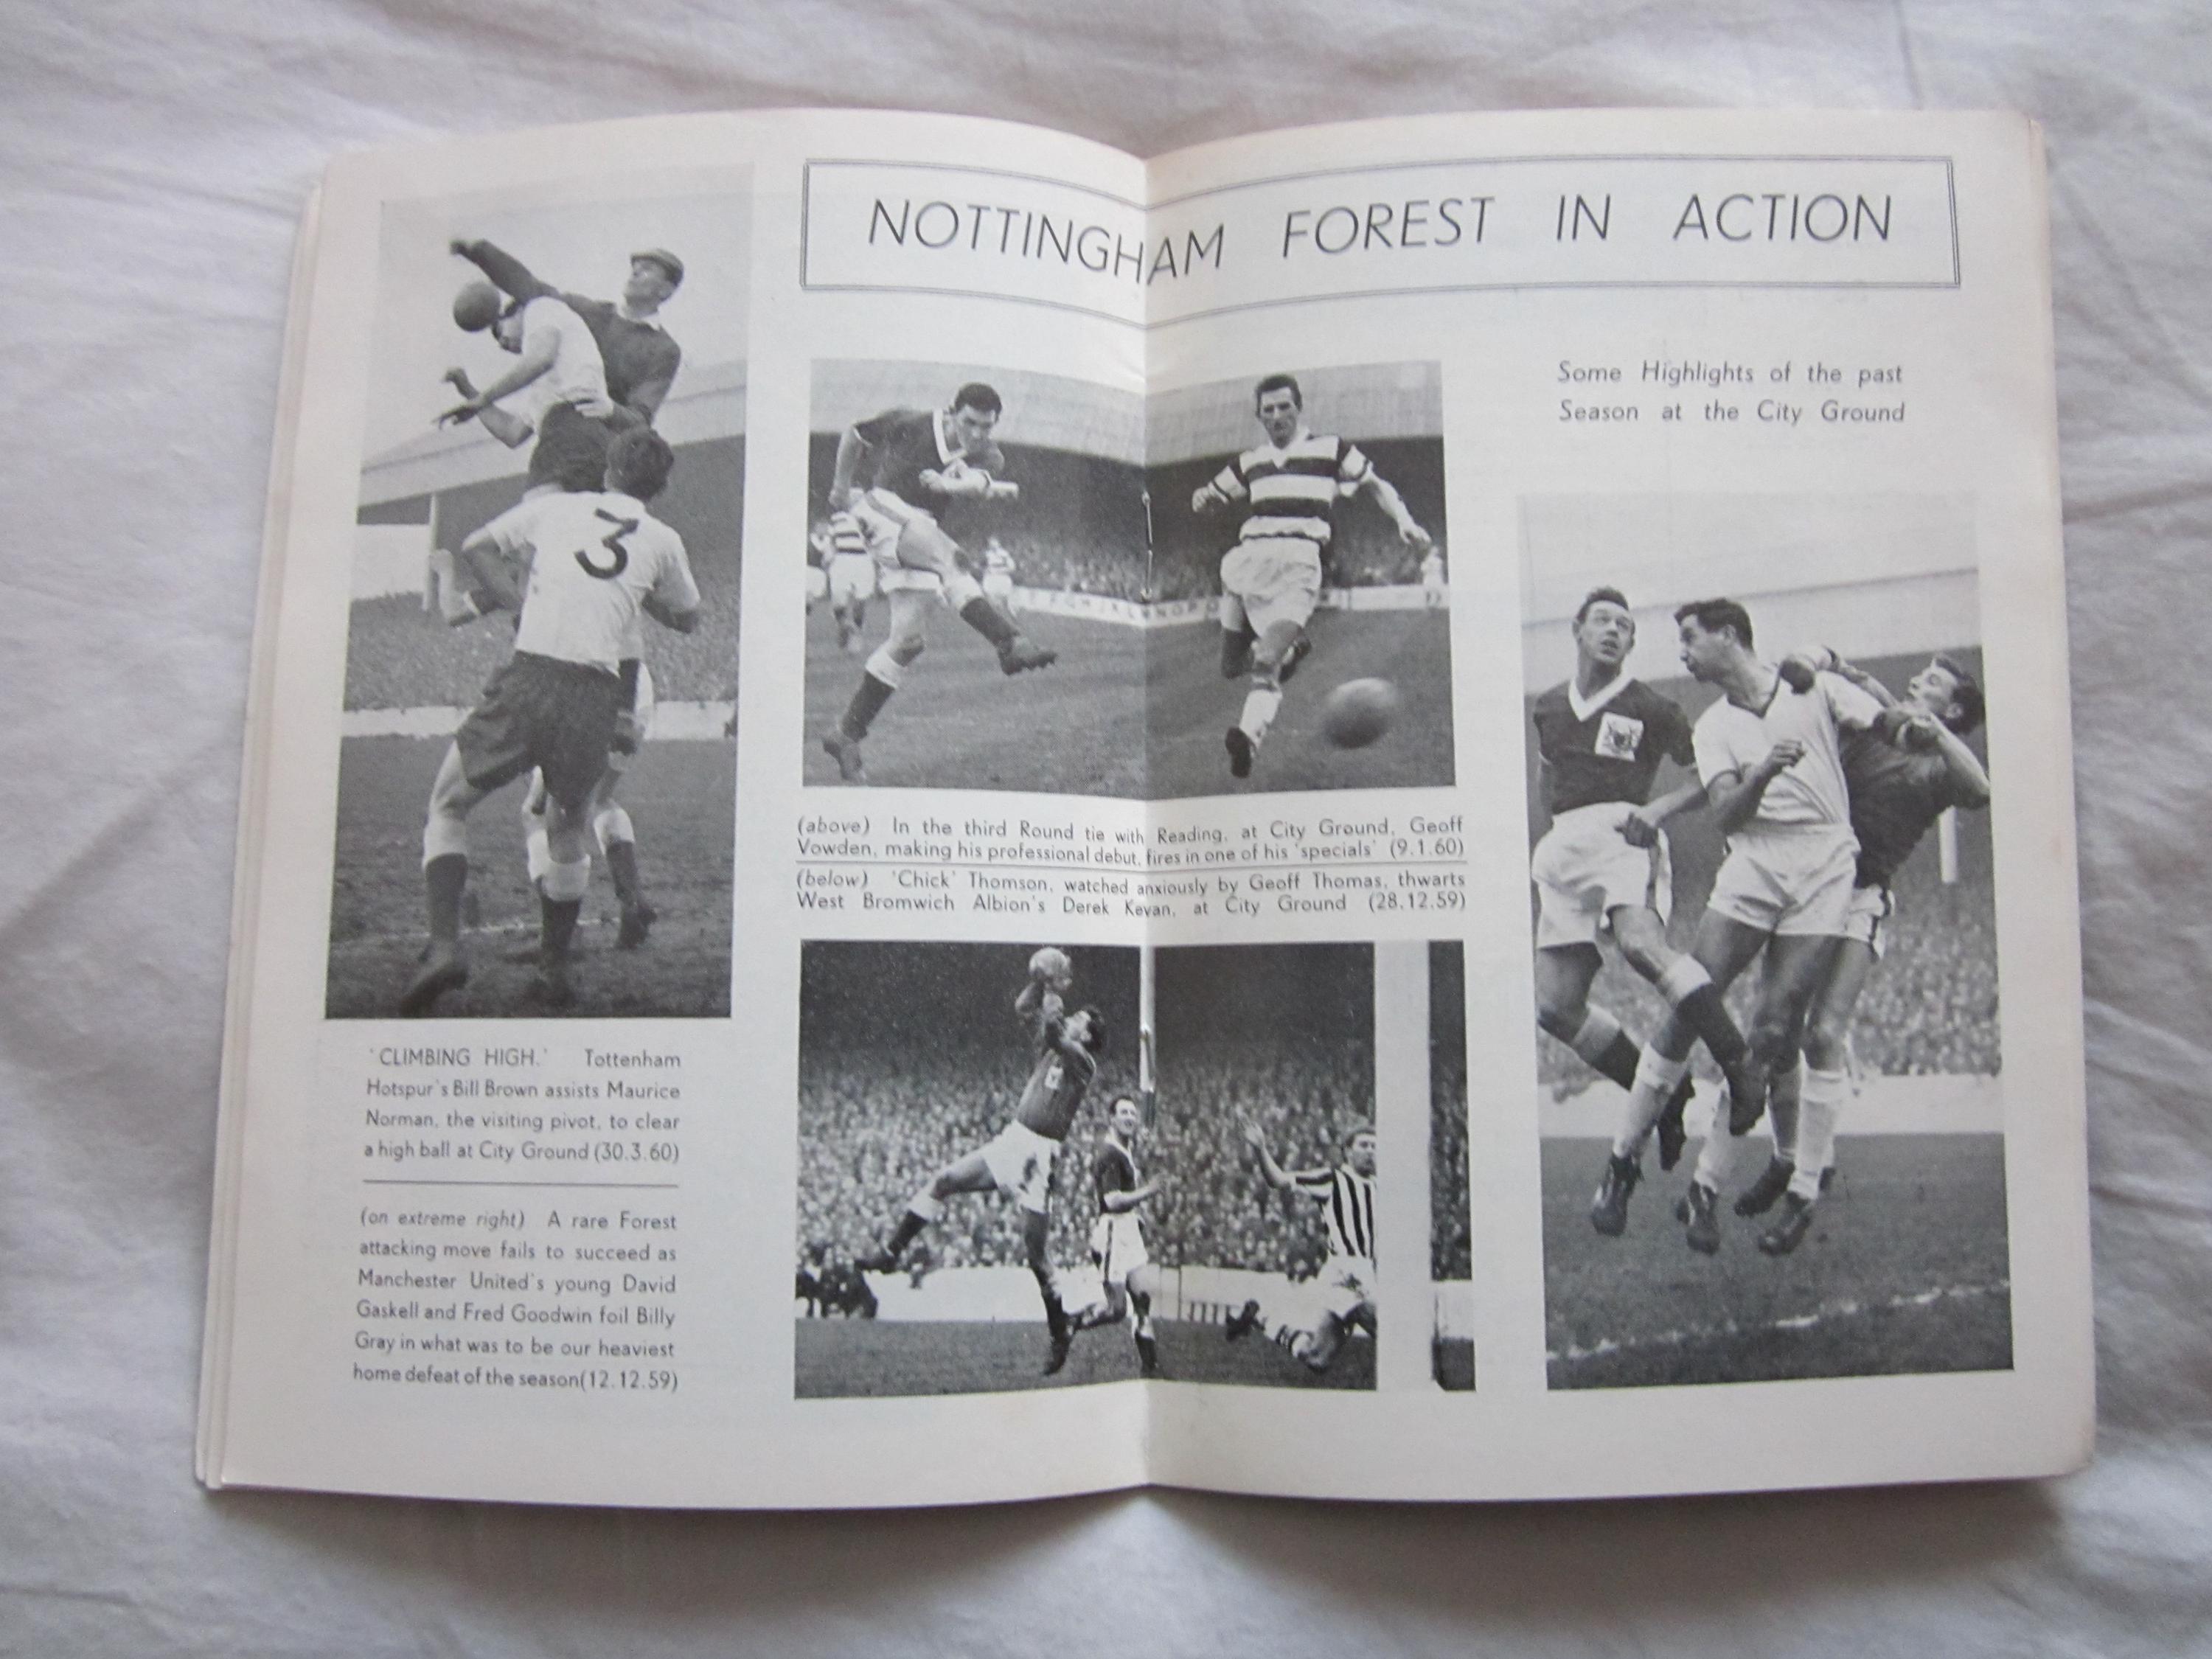 NOTTINGHAM FOREST IN ACTION
Some Highlights of the past
Season at the City Ground
3
'CLIMBING HIGH.' Tottenham
Hotspur's Bill Brown assists Maurice
Norman, the visiting pivot, to clear
a high ball at City Ground (30.3.60)
(on extreme right) A rare Forest
attacking move fails to succeed as
Manchester United's young David
Gaskell and Fred Goodwin foil Billy
Gray in what was to be our heaviest
home defeat of the season(12.12.59)
(above) In the third Round tie with Reading, at City Ground, Geoff
Vowden, making his professional debut, fires in one of his 'specials' (9.1.60)
(below) 'Chick' Thomson, watched anxiously by Geoff Thomas, thwarts
West Bromwich Albion's Derek Kevan, at City Ground (28.12.59)